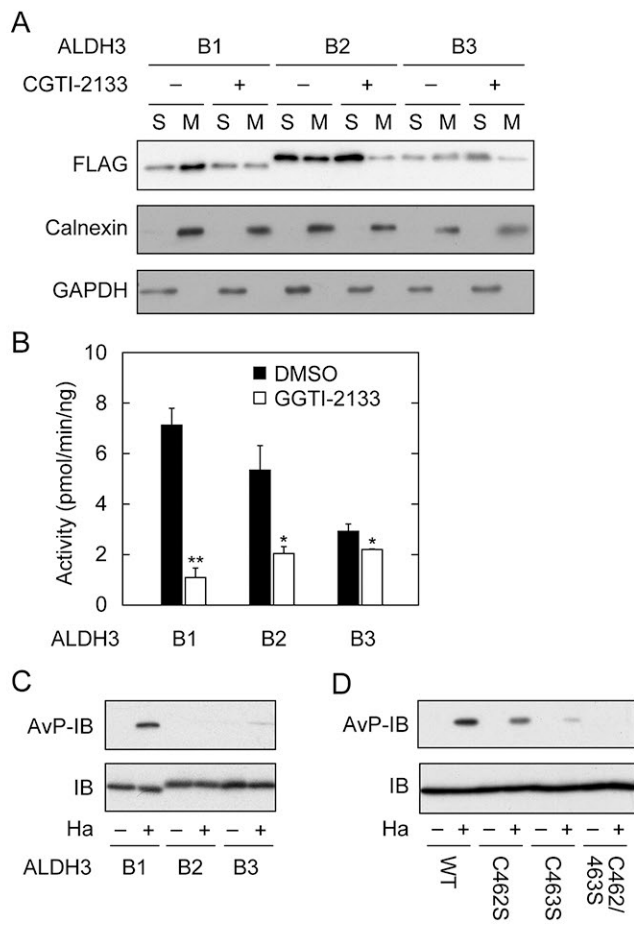 A
ALDH3 B1 B2 B3
CGTI-2133 – + – + – +
S M S M S M S M S M S M
FLAG
Calnexin
GAPDH
B
10
8
6
4
2
0
Activity (pmol/min/ng)
DMSO
GGTI-2133
** * *
ALDH3 B1 B2 B3
C
AvP-IB
IB
Ha – + – + – +
ALDH3 B1 B2 B3
D
AvP-IB
IB
Ha – + – + – + – +
WT
C462S
C463S
C462/
463S